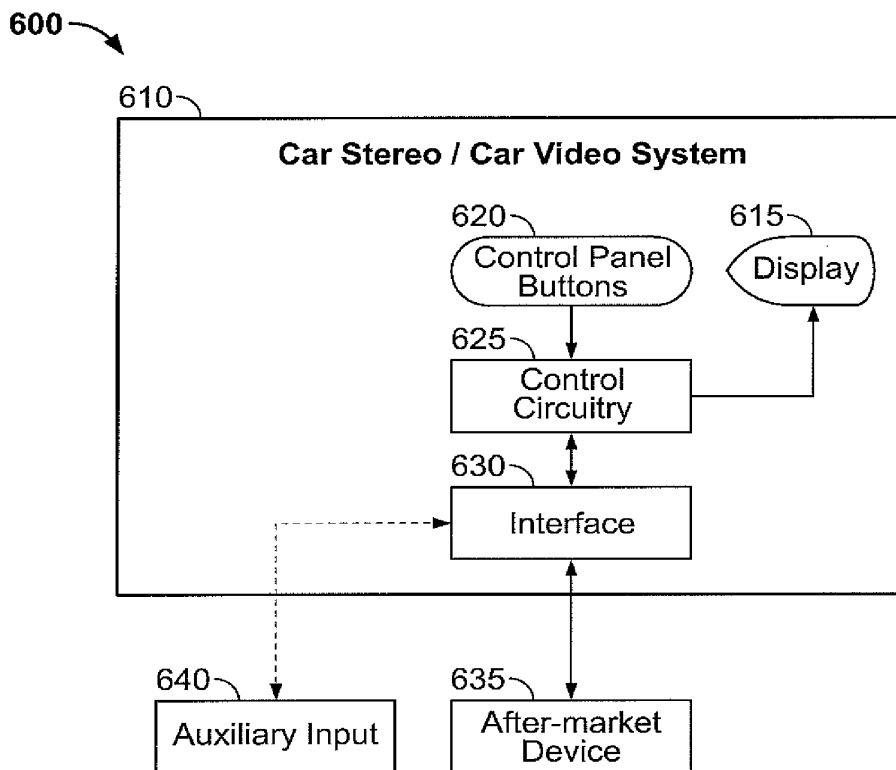 600
610
Car Stereo / Car Video System
620
615
Control Panel
Buttons
Display
625
Control
Circuitry
630
Interface
640
635
Auxiliary Input
After-market
Device